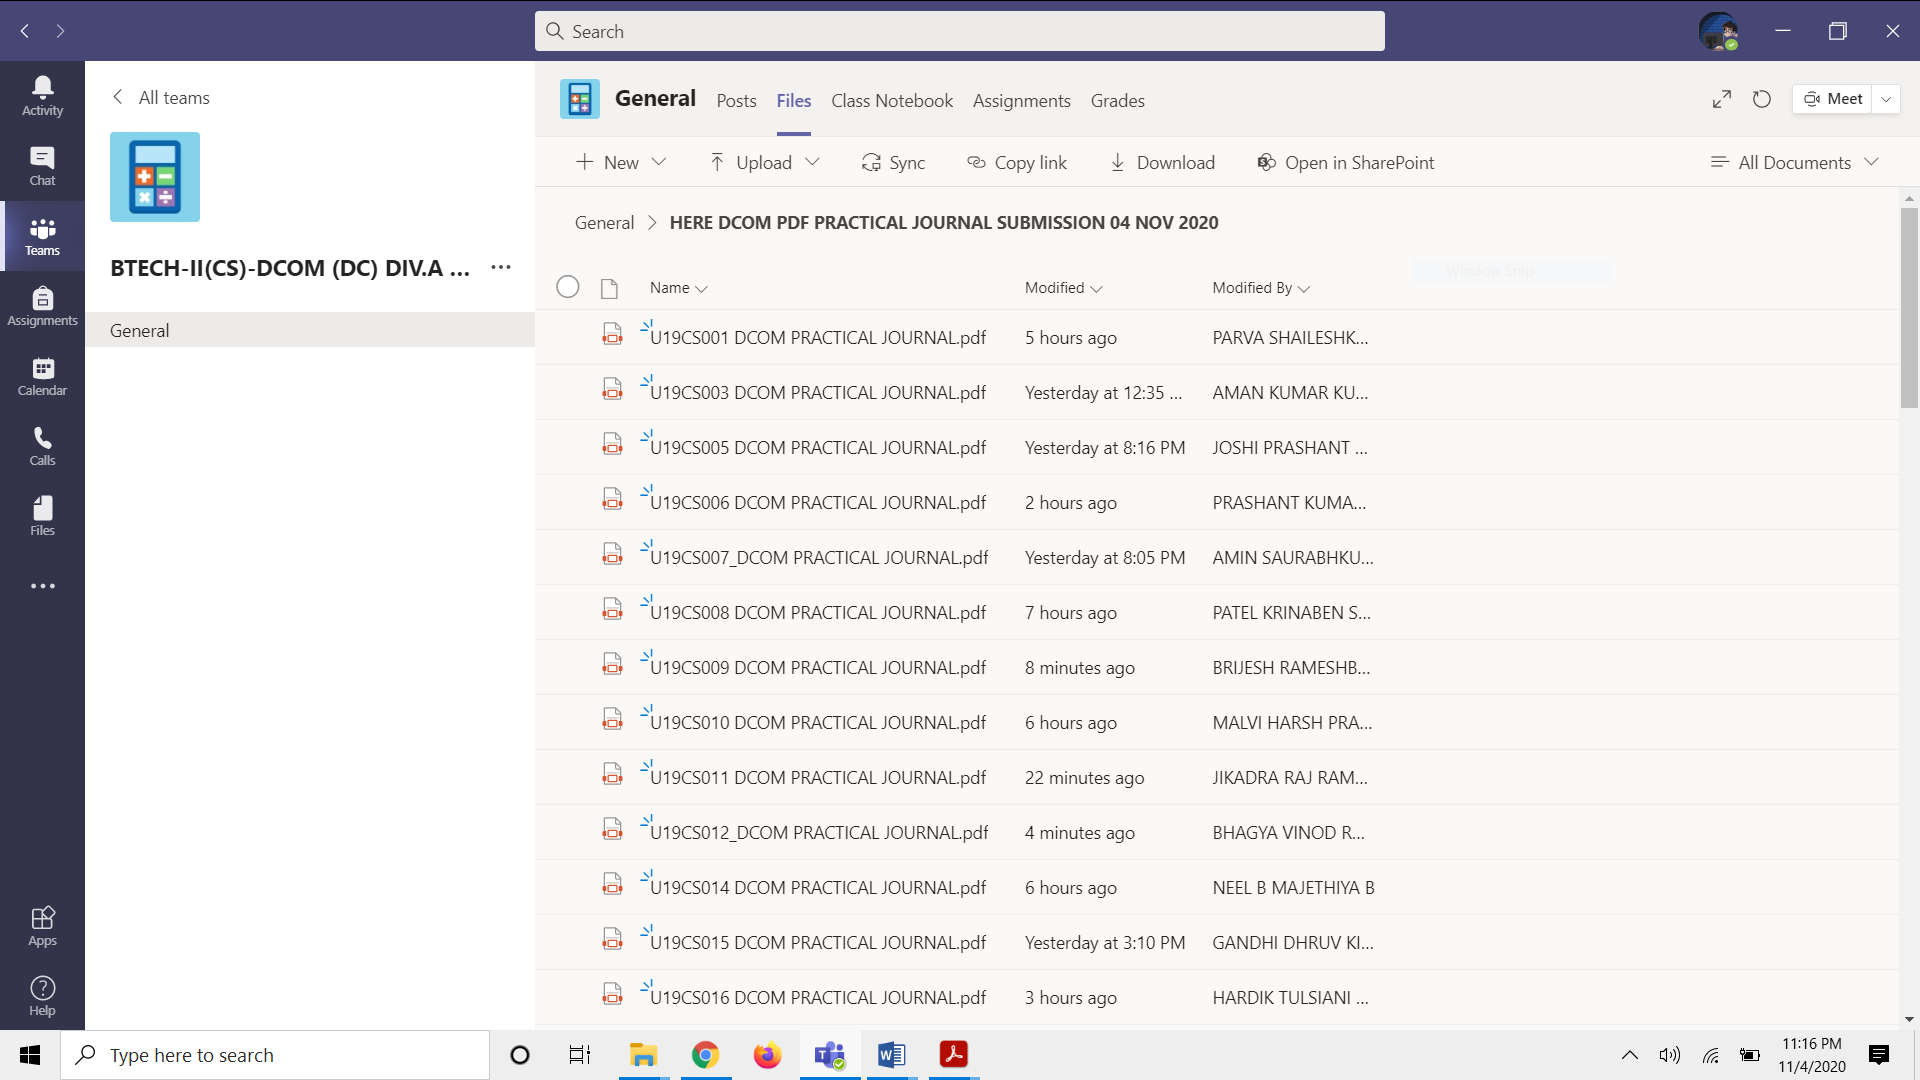 Search
Activity
Chat
Teams
Assignments
Calendar
Calls
Files
Apps
Help
All teams
BTECH-II(CS)-DCOM (DC) DIV.A ...
General
General Posts Files Class Notebook Assignments Grades
Meet
New Upload Sync Copy link Download Open in SharePoint All Documents
General > HERE DCOM PDF PRACTICAL JOURNAL SUBMISSION 04 NOV 2020
Window Snip
Name Modified Modified By
U19CS001 DCOM PRACTICAL JOURNAL.pdf 5 hours ago PARVA SHAILESHK...
U19CS003 DCOM PRACTICAL JOURNAL.pdf Yesterday at 12:35 ... AMAN KUMAR KU...
U19CS005 DCOM PRACTICAL JOURNAL.pdf Yesterday at 8:16 PM JOSHI PRASHANT ...
U19CS006 DCOM PRACTICAL JOURNAL.pdf 2 hours ago PRASHANT KUMA...
U19CS007_DCOM PRACTICAL JOURNAL.pdf Yesterday at 8:05 PM AMIN SAURABHKU...
U19CS008 DCOM PRACTICAL JOURNAL.pdf 7 hours ago PATEL KRINABEN S...
U19CS009 DCOM PRACTICAL JOURNAL.pdf 8 minutes ago BRIJESH RAMESHB...
U19CS010 DCOM PRACTICAL JOURNAL.pdf 6 hours ago MALVI HARSH PRA...
U19CS011 DCOM PRACTICAL JOURNAL.pdf 22 minutes ago JIKADRA RAJ RAM...
U19CS012_DCOM PRACTICAL JOURNAL.pdf 4 minutes ago BHAGYA VINOD R...
U19CS014 DCOM PRACTICAL JOURNAL.pdf 6 hours ago NEEL B MAJETHIYA B
U19CS015 DCOM PRACTICAL JOURNAL.pdf Yesterday at 3:10 PM GANDHI DHRUV KI...
U19CS016 DCOM PRACTICAL JOURNAL.pdf 3 hours ago HARDIK TULSIANI ...
Type here to search
11:16 PM
11/4/2020